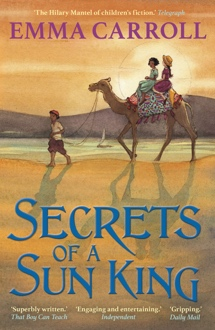 'The Hilary Mantel of children's fiction.' Telegraph
EMMA CARROLL
SECRETS
OF A
SUN KING
'Superbly written.' 'Engaging and entertaining.' 'Gripping.'
That Boy Can Teach Independent Daily Mail